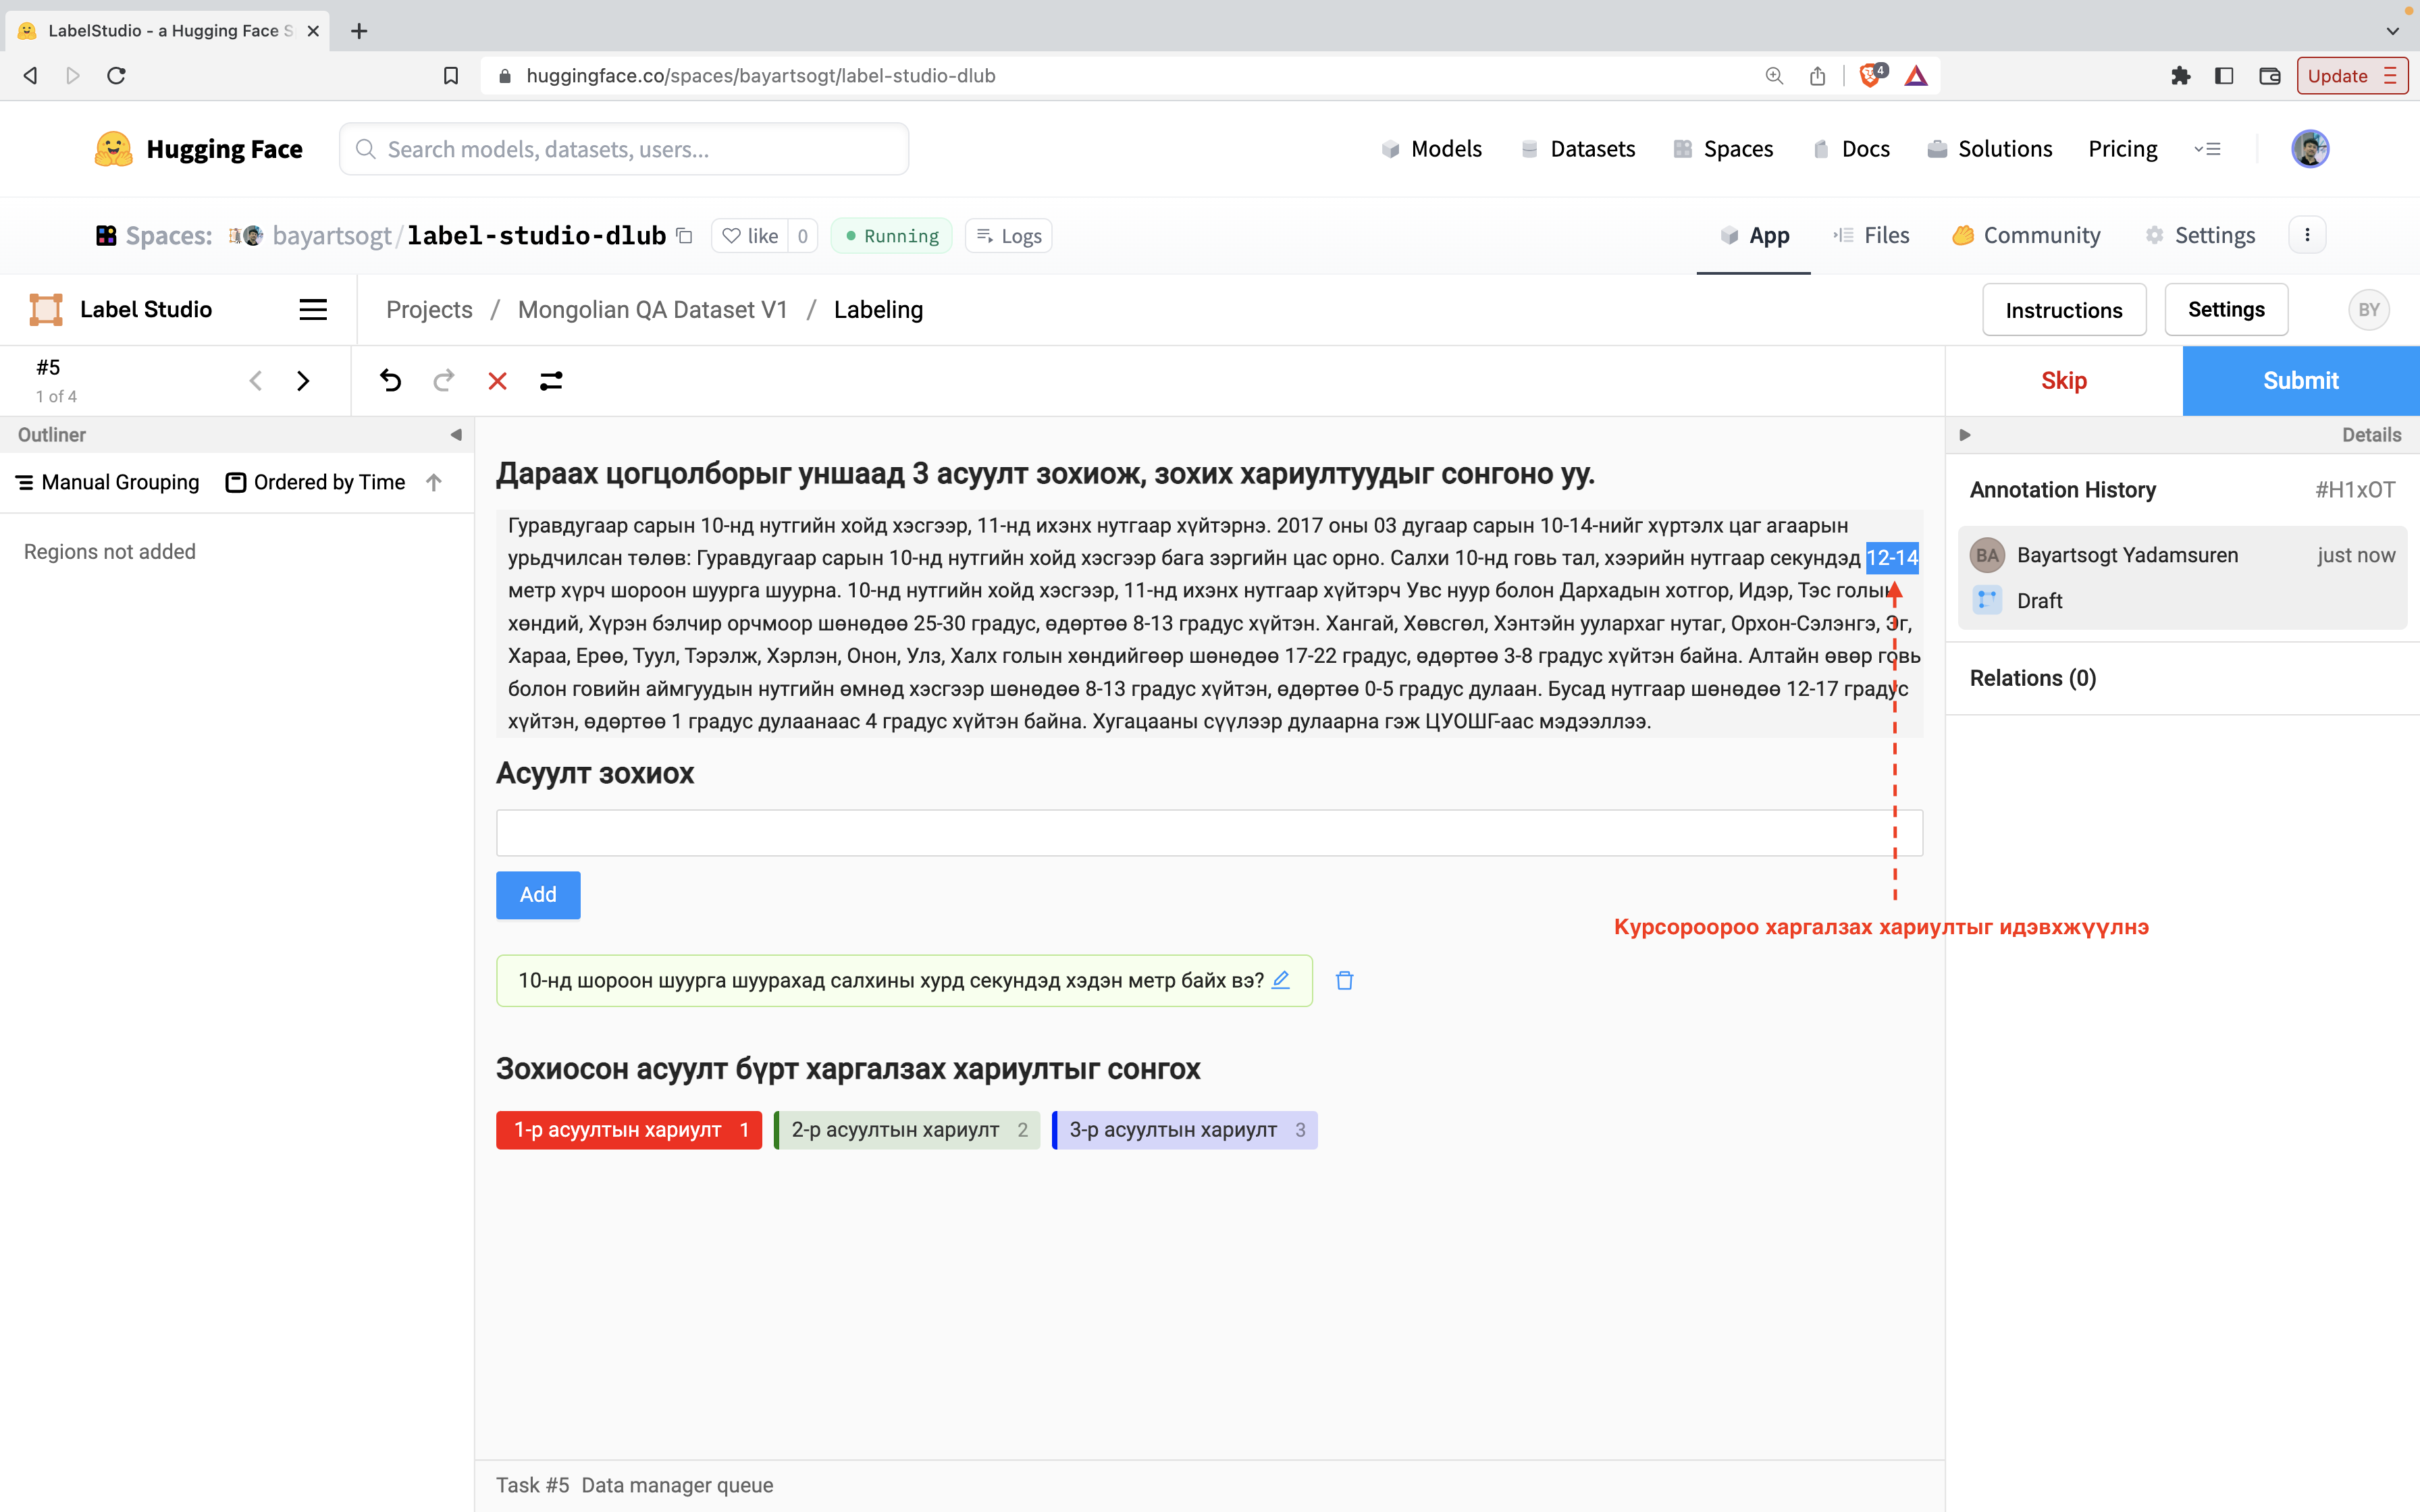 LabelStudio - a Hugging Face S
huggingface.co/spaces/bayartsogt/label-studio-dlub
4
Update
Hugging Face
Search models, datasets, users...
Models
Datasets
Spaces
Docs
Solutions
Pricing
Spaces:
bayartsogt/label-studio-dlub
like
0
Running
Logs
App
Files
Community
Settings
Label Studio
Projects / Mongolian QA Dataset V1 / Labeling
Instructions
Settings
BY
#5
1 of 4
Skip
Submit
Outliner
Details
Manual Grouping
Ordered by Time
Regions not added
Дараах цогцолборыг уншаад 3 асуулт зохиож, зохих хариултуудыг сонгоно уу.
Гуравдугаар сарын 10-нд нутгийн хойд хэсгээр, 11-нд ихэнх нутгаар хүйтэрнэ. 2017 оны 03 дугаар сарын 10-14-нийг хүртэлх цаг агаарын
урьдчилсан төлөв: Гуравдугаар сарын 10-нд нутгийн хойд хэсгээр бага зэргийн цас орно. Салхи 10-нд говь тал, хээрийн нутгаар секундэд 12-14
метр хүрч шороон шуурга шуурна. 10-нд нутгийн хойд хэсгээр, 11-нд ихэнх нутгаар хүйтэрч Увс нуур болон Дархадын хотгор, Идэр, Тэс голын
хөндий, Хүрэн бэлчир орчмоор шөнөдөө 25-30 градус, өдөртөө 8-13 градус хүйтэн. Хангай, Хөвсгөл, Хэнтэйн уулархаг нутаг, Орхон-Сэлэнгэ, Эг,
Хараа, Ерөө, Туул, Тэрэлж, Хэрлэн, Онон, Улз, Халх голын хөндийгөөр шөнөдөө 17-22 градус, өдөртөө 3-8 градус хүйтэн байна. Алтайн өвөр говь
болон говийн аймгуудын нутгийн өмнөд хэсгээр шөнөдөө 8-13 градус хүйтэн, өдөртөө 0-5 градус дулаан. Бусад нутгаар шөнөдөө 12-17 градус
хүйтэн, өдөртөө 1 градус дулаанаас 4 градус хүйтэн байна. Хугацааны сүүлээр дулаарна гэж ЦУОШГ-аас мэдээллээ.
Annotation History
#H1xOT
BA
Bayartsogt Yadamsuren
just now
Draft
Relations (0)
Асуулт зохиох
Add
Курсороороо харгалзах хариултыг идэвхжүүлнэ
10-нд шороон шуурга шуурахад салхины хурд секундэд хэдэн метр байх вэ?
Зохиосон асуулт бүрт харгалзах хариултыг сонгох
1-р асуултын хариулт 1
2-р асуултын хариулт 2
3-р асуултын хариулт 3
Task #5 Data manager queue